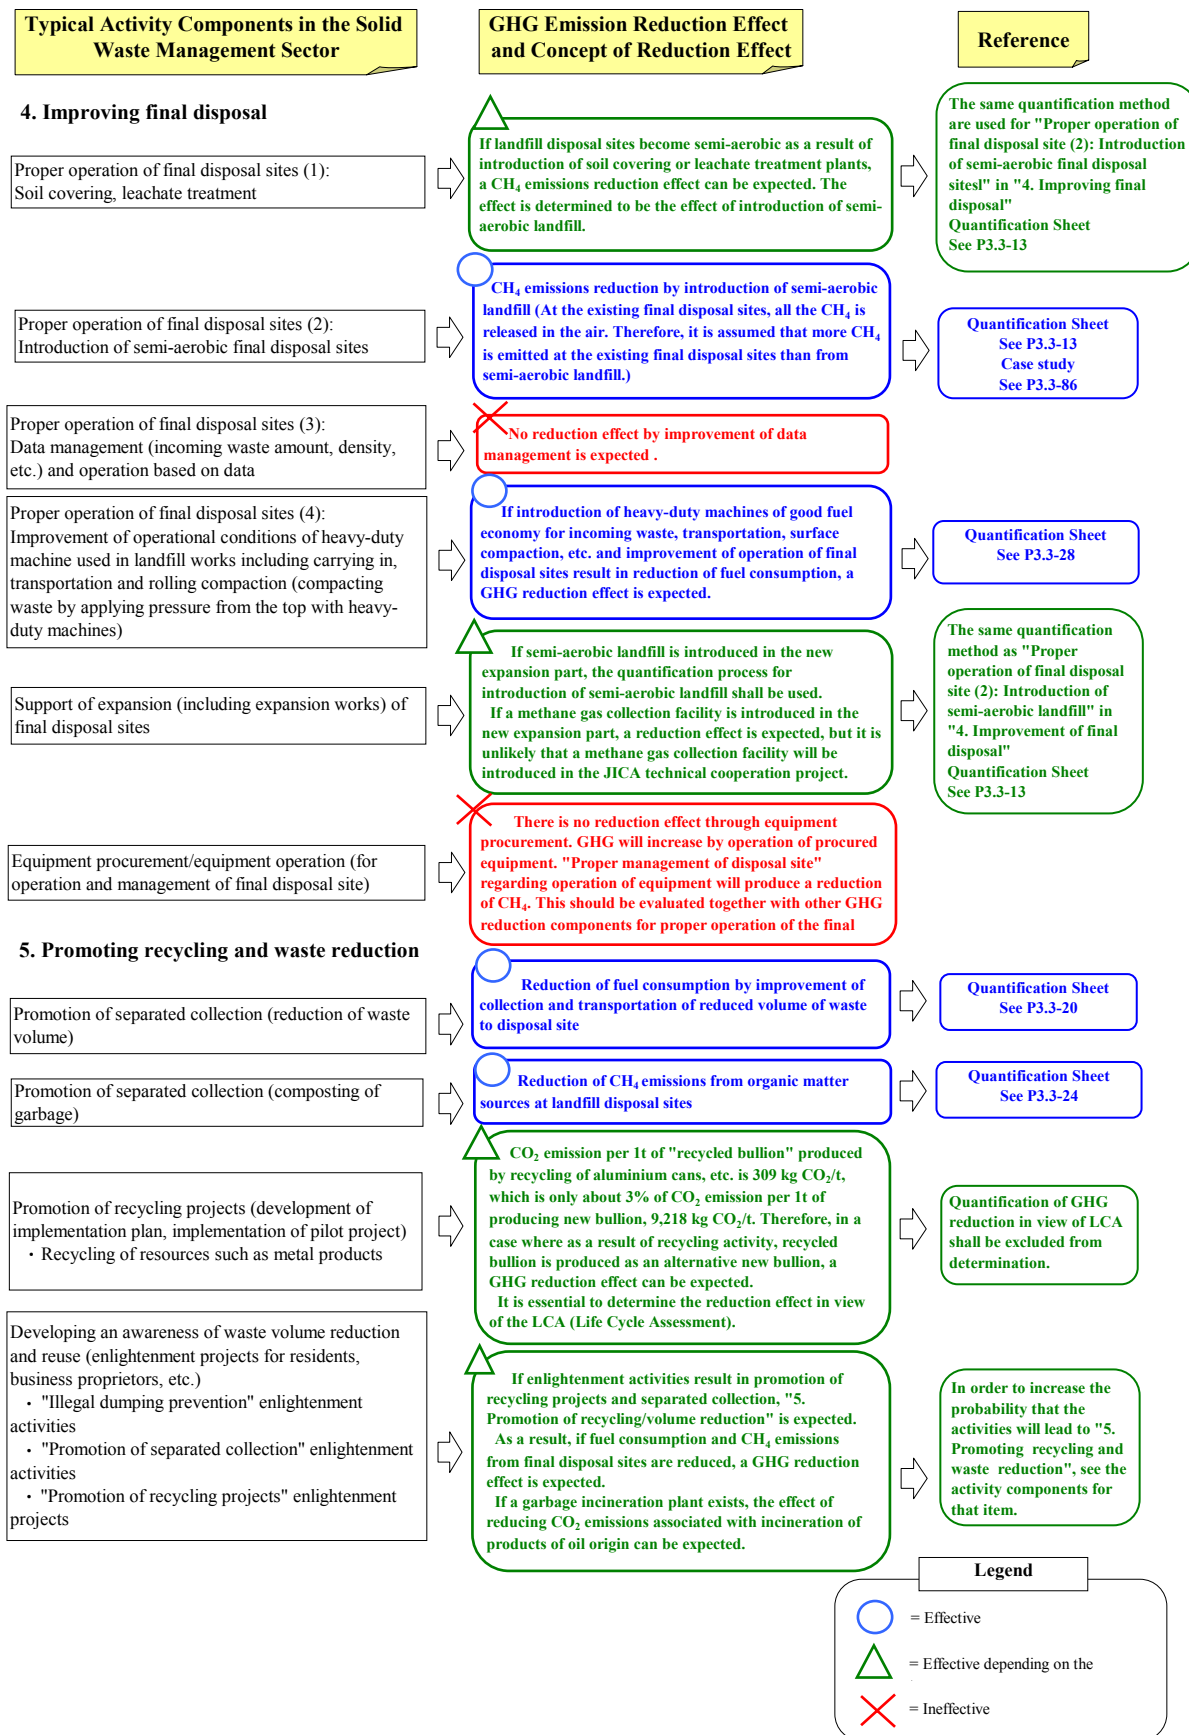 Typical Activity Components in the Solid
Waste Management Sector
GHG Emission Reduction Effect
and Concept of Reduction Effect
Reference
4. Improving final disposal
Proper operation of final disposal sites (1):
Soil covering, leachate treatment
If landfill disposal sites become semi-aerobic as a result of
introduction of soil covering or leachate treatment plants,
a CH₄ emissions reduction effect can be expected. The
effect is determined to be the effect of introduction of semi-
aerobic landfill.
The same quantification method
are used for "Proper operation of
final disposal site (2): Introduction
of semi-aerobic final disposal
sitesl" in "4. Improving final
disposal"
Quantification Sheet
See P3.3-13
Proper operation of final disposal sites (2):
Introduction of semi-aerobic final disposal sites
CH₄ emissions reduction by introduction of semi-aerobic
landfill (At the existing final disposal sites, all the CH₄ is
released in the air. Therefore, it is assumed that more CH₄
is emitted at the existing final disposal sites than from
semi-aerobic landfill.)
Quantification Sheet
See P3.3-13
Case study
See P3.3-86
Proper operation of final disposal sites (3):
Data management (incoming waste amount, density,
etc.) and operation based on data
No reduction effect by improvement of data
management is expected .
Proper operation of final disposal sites (4):
Improvement of operational conditions of heavy-duty
machine used in landfill works including carrying in,
transportation and rolling compaction (compacting
waste by applying pressure from the top with heavy-
duty machines)
If introduction of heavy-duty machines of good fuel
economy for incoming waste, transportation, surface
compaction, etc. and improvement of operation of final
disposal sites result in reduction of fuel consumption, a
GHG reduction effect is expected.
Quantification Sheet
See P3.3-28
Support of expansion (including expansion works) of
final disposal sites
If semi-aerobic landfill is introduced in the new
expansion part, the quantification process for
introduction of semi-aerobic landfill shall be used.
If a methane gas collection facility is introduced in the
new expansion part, a reduction effect is expected, but it is
unlikely that a methane gas collection facility will be
introduced in the JICA technical cooperation project.
The same quantification
method as "Proper
operation of final disposal
site (2): Introduction of
semi-aerobic landfill" in
"4. Improvement of final
disposal"
Quantification Sheet
See P3.3-13
Equipment procurement/equipment operation (for
operation and management of final disposal site)
There is no reduction effect through equipment
procurement. GHG will increase by operation of procured
equipment. "Proper management of disposal site"
regarding operation of equipment will produce a reduction
of CH₄. This should be evaluated together with other GHG
reduction components for proper operation of the final
5. Promoting recycling and waste reduction
Promotion of separated collection (reduction of waste
volume)
Reduction of fuel consumption by improvement of
collection and transportation of reduced volume of waste
to disposal site
Quantification Sheet
See P3.3-20
Promotion of separated collection (composting of
garbage)
Reduction of CH₄ emissions from organic matter
sources at landfill disposal sites
Quantification Sheet
See P3.3-24
Promotion of recycling projects (development of
implementation plan, implementation of pilot project)
・ Recycling of resources such as metal products
CO₂ emission per 1t of "recycled bullion" produced
by recycling of aluminium cans, etc. is 309 kg CO₂/t,
which is only about 3% of CO₂ emission per 1t of
producing new bullion, 9,218 kg CO₂/t. Therefore, in a
case where as a result of recycling activity, recycled
bullion is produced as an alternative new bullion, a
GHG reduction effect can be expected.
It is essential to determine the reduction effect in view
of the LCA (Life Cycle Assessment).
Quantification of GHG
reduction in view of LCA
shall be excluded from
determination.
Developing an awareness of waste volume reduction
and reuse (enlightenment projects for residents,
business proprietors, etc.)
・ "Illegal dumping prevention" enlightenment
activities
・ "Promotion of separated collection" enlightenment
activities
・ "Promotion of recycling projects" enlightenment
projects
If enlightenment activities result in promotion of
recycling projects and separated collection, "5.
Promotion of recycling/volume reduction" is expected.
As a result, if fuel consumption and CH₄ emissions
from final disposal sites are reduced, a GHG reduction
effect is expected.
If a garbage incineration plant exists, the effect of
reducing CO₂ emissions associated with incineration of
products of oil origin can be expected.
In order to increase the
probability that the
activities will lead to "5.
Promoting recycling and
waste reduction", see the
activity components for
that item.
Legend
= Effective
= Effective depending on the
= Ineffective